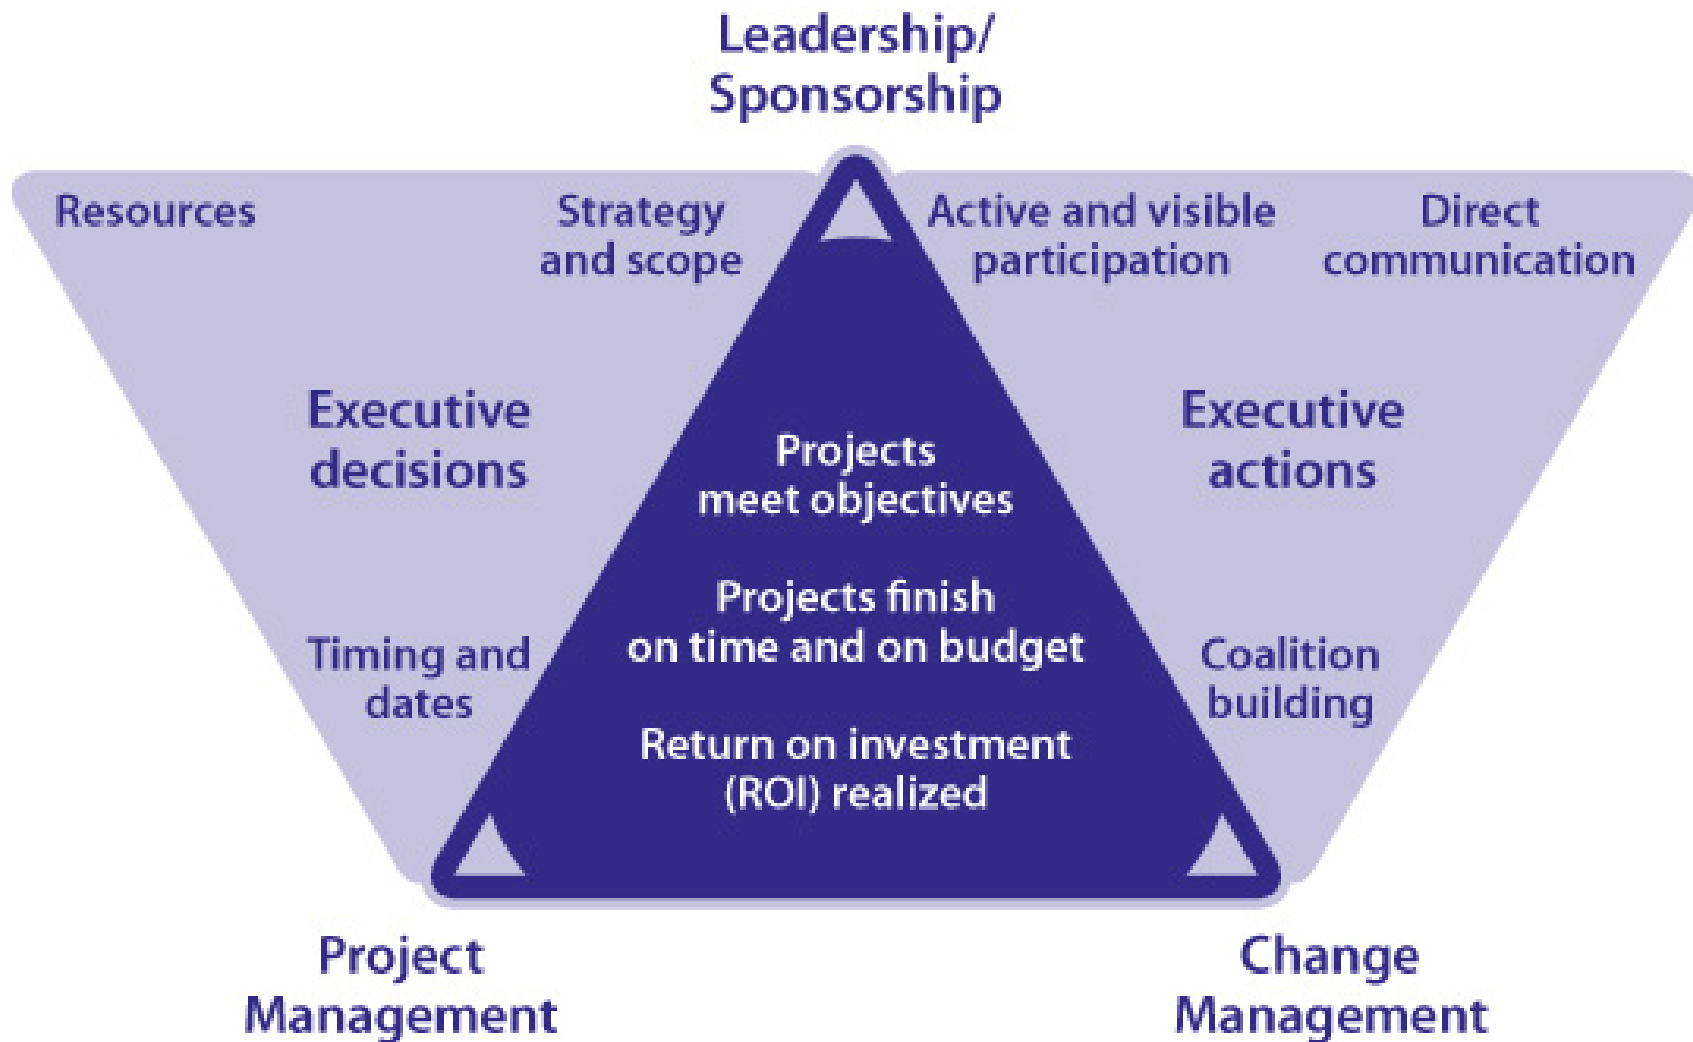 Leadership/
Sponsorship
Resources
Strategy
and scope
Active and visible
participation
Direct
communication
Executive
decisions
Executive
actions
Projects
meet objectives
Projects finish
on time and on budget
Return on investment
(ROI) realized
Timing and
dates
Coalition
building
Project
Management
Change
Management